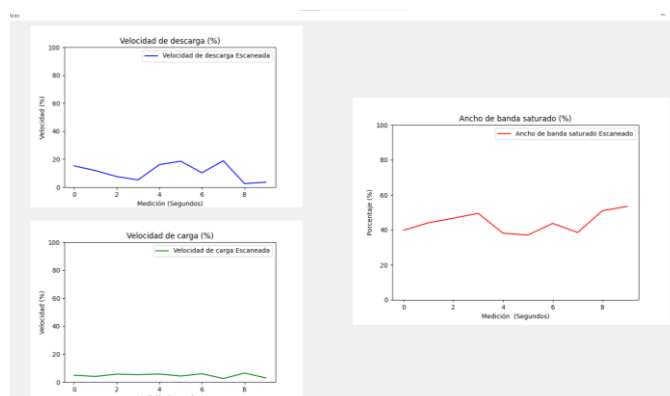 Velocidad de descarga (%)
Velocidad de descarga Escaneada
100
80
60
40
20
0
Velocidad (%)
0 2 4 6 8
Medición (Segundos)
Velocidad de carga (%)
Velocidad de carga Escaneada
100
80
60
40
20
0
Velocidad (%)
0 2 4 6 8
Ancho de banda saturado (%)
Ancho de banda saturado Escaneado
100
80
60
40
20
0
Porcentaje (%)
0 2 4 6 8
Medición (Segundos)